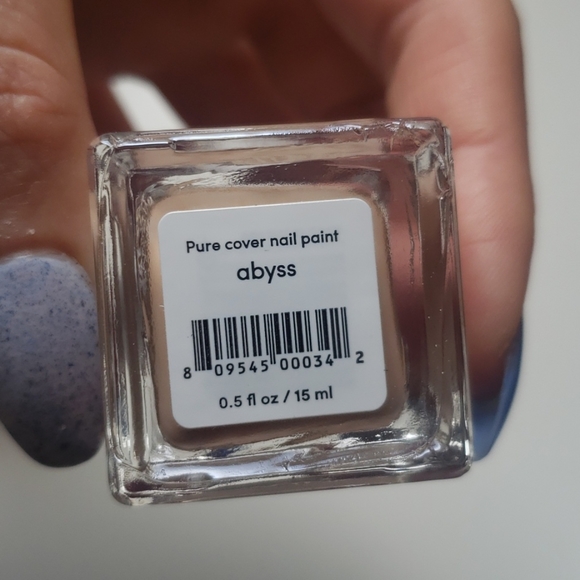 Pure cover nail paint
abyss
8 09545 00034 2
0.5 fl oz / 15 ml